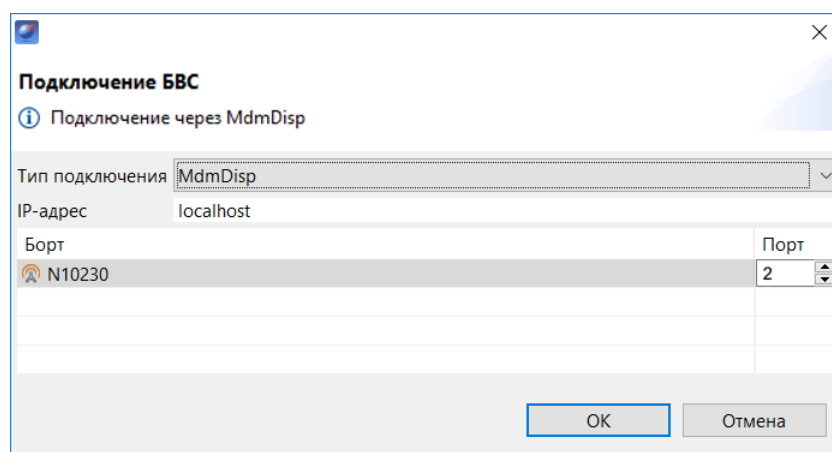 Подключение БВС
Подключение через MdmDisp
Тип подключения MdmDisp
IP-адрес localhost
Борт Порт
N10230 2
OK Отмена